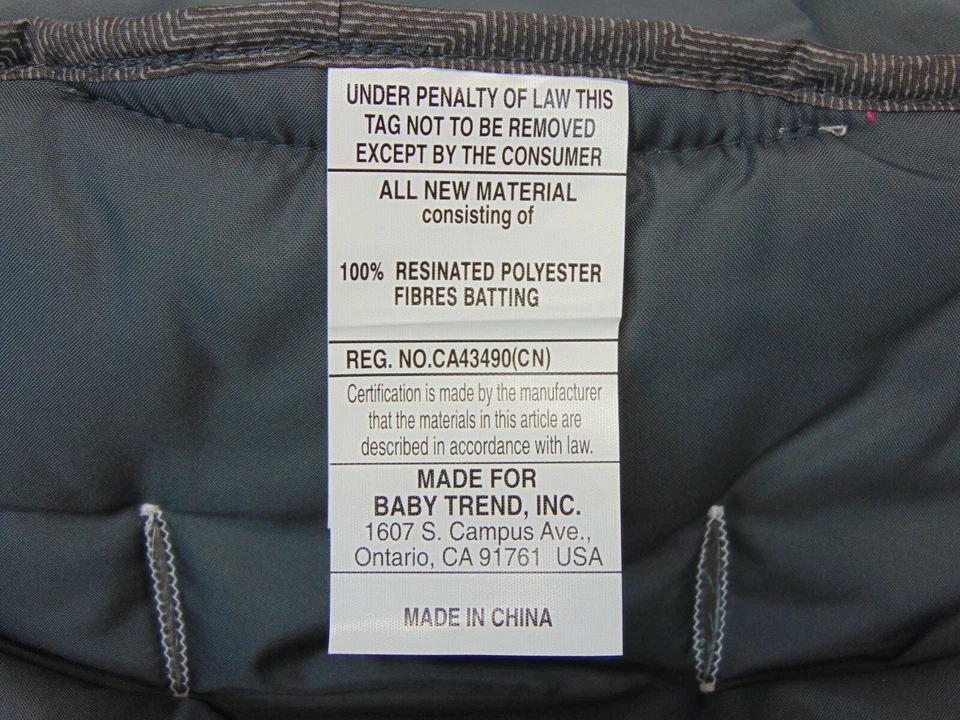 UNDER PENALTY OF LAW THIS
TAG NOT TO BE REMOVED
EXCEPT BY THE CONSUMER
ALL NEW MATERIAL
consisting of
100% RESINATED POLYESTER
FIBRES BATTING
REG. NO.CA43490(CN)
Certification is made by the manufacturer
that the materials in this article are
described in accordance with law.
MADE FOR
BABY TREND, INC.
1607 S. Campus Ave.,
Ontario, CA 91761 USA
MADE IN CHINA